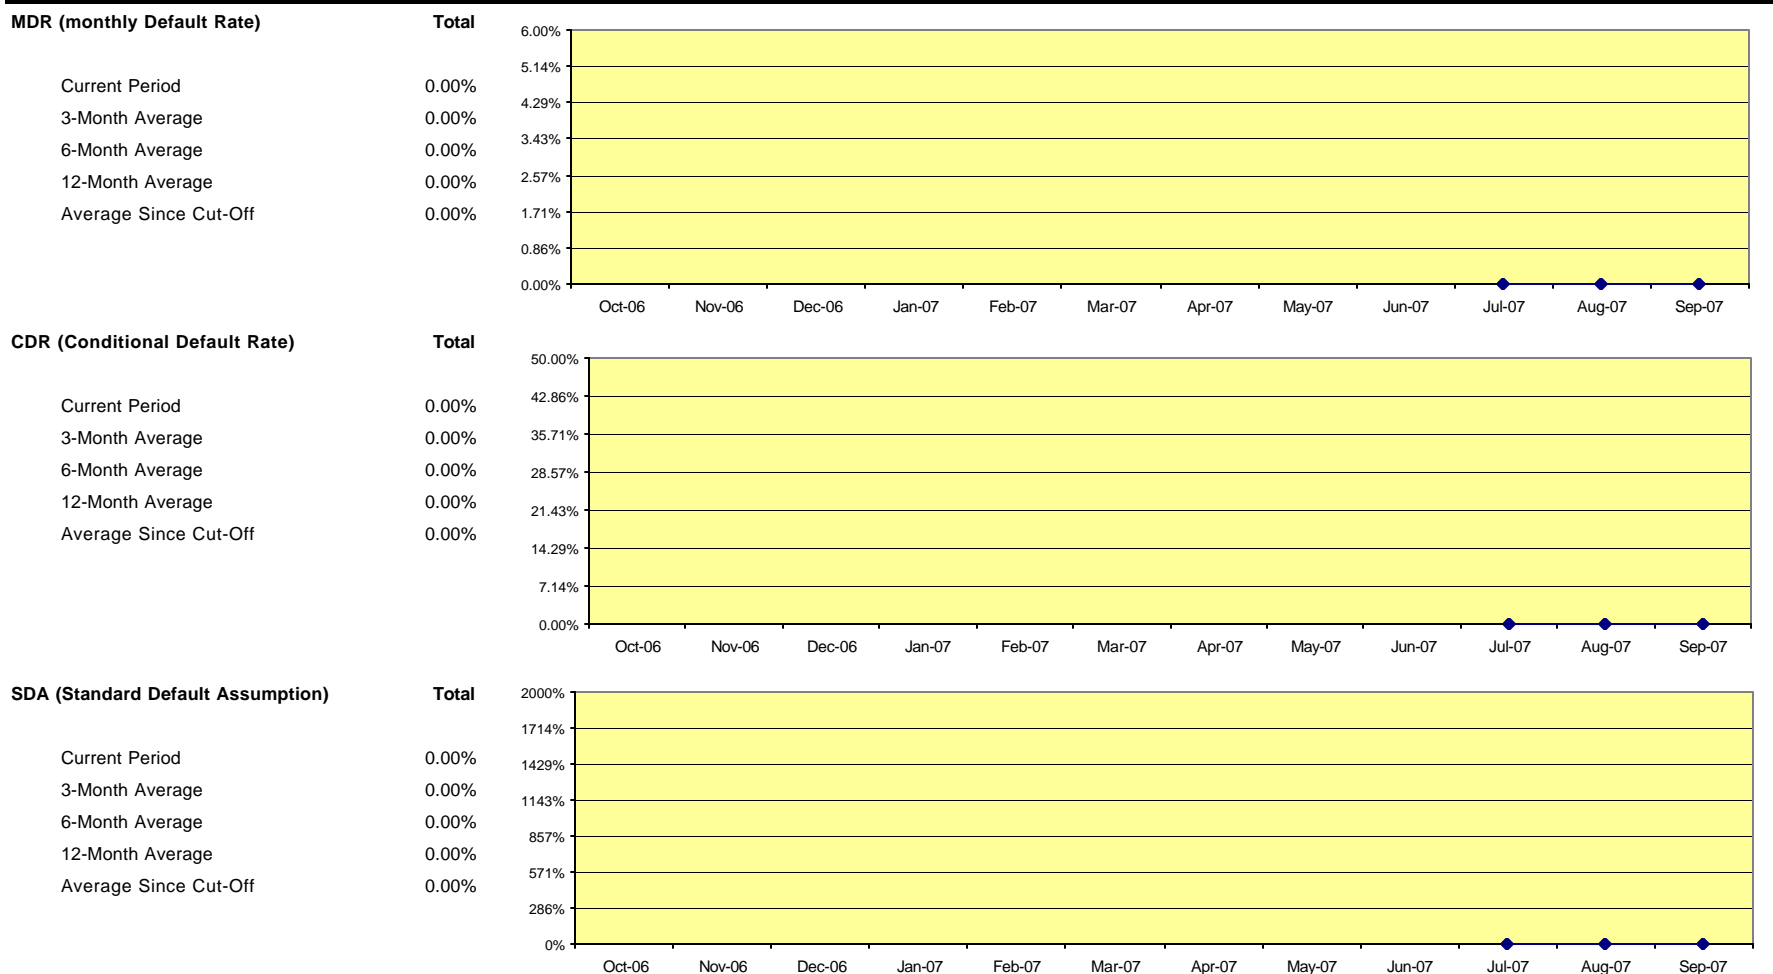 MDR (monthly Default Rate) Total
Current Period 0.00%
3-Month Average 0.00%
6-Month Average 0.00%
12-Month Average 0.00%
Average Since Cut-Off 0.00%
6.00%
5.14%
4.29%
3.43%
2.57%
1.71%
0.86%
0.00%
Oct-06 Nov-06 Dec-06 Jan-07 Feb-07 Mar-07 Apr-07 May-07 Jun-07 Jul-07 Aug-07 Sep-07
CDR (Conditional Default Rate) Total
Current Period 0.00%
3-Month Average 0.00%
6-Month Average 0.00%
12-Month Average 0.00%
Average Since Cut-Off 0.00%
50.00%
42.86%
35.71%
28.57%
21.43%
14.29%
7.14%
0.00%
Oct-06 Nov-06 Dec-06 Jan-07 Feb-07 Mar-07 Apr-07 May-07 Jun-07 Jul-07 Aug-07 Sep-07
SDA (Standard Default Assumption) Total
Current Period 0.00%
3-Month Average 0.00%
6-Month Average 0.00%
12-Month Average 0.00%
Average Since Cut-Off 0.00%
2000%
1714%
1429%
1143%
857%
571%
286%
0%
Oct-06 Nov-06 Dec-06 Jan-07 Feb-07 Mar-07 Apr-07 May-07 Jun-07 Jul-07 Aug-07 Sep-07